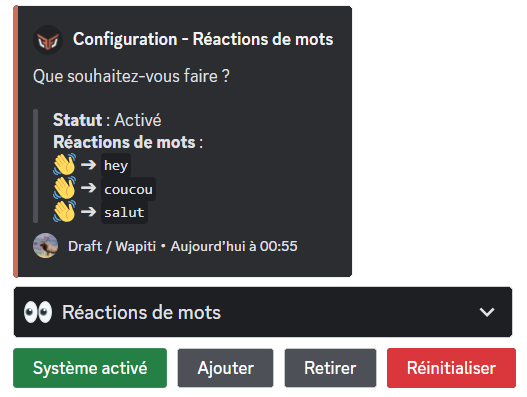 Configuration - Réactions de mots
Que souhaitez-vous faire ?
Statut : Activé
Réactions de mots :
👋 ➔ hey
👋 ➔ coucou
👋 ➔ salut
Draft / Wapiti • Aujourd'hui à 00:55
👀 Réactions de mots
Système activé
Ajouter
Retirer
Réinitialiser